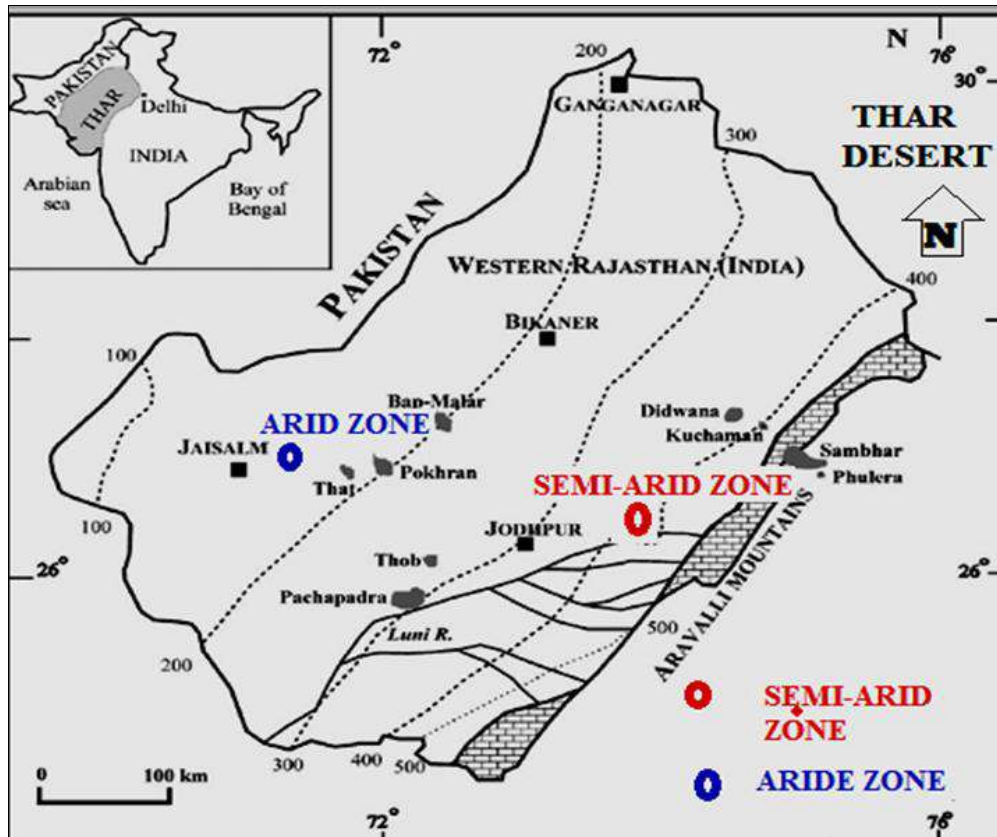 PAKISTAN
THAR
Delhi
INDIA
Arabian
sea
Bay of
Bengal
72°
N
76°
30°
200
GANGANAGAR
THAR
DESERT
300
N
PAKISTAN
WESTERN RAJASTHAN (INDIA)
400
BIKANER
100
Bap-Malar
Didwana
ARID ZONE
Kuchaman
JAISALM
Sambhar
Pokhran
Phulera
That
SEMI-ARID ZONE
100
JODHPUR
26°
Thob
26°
Pachapadra
ARAVALLI MOUNTAINS
Luni R.
500
200
SEMI-ARID
ZONE
300
400
500
0
100 km
ARIDE ZONE
72°
76°